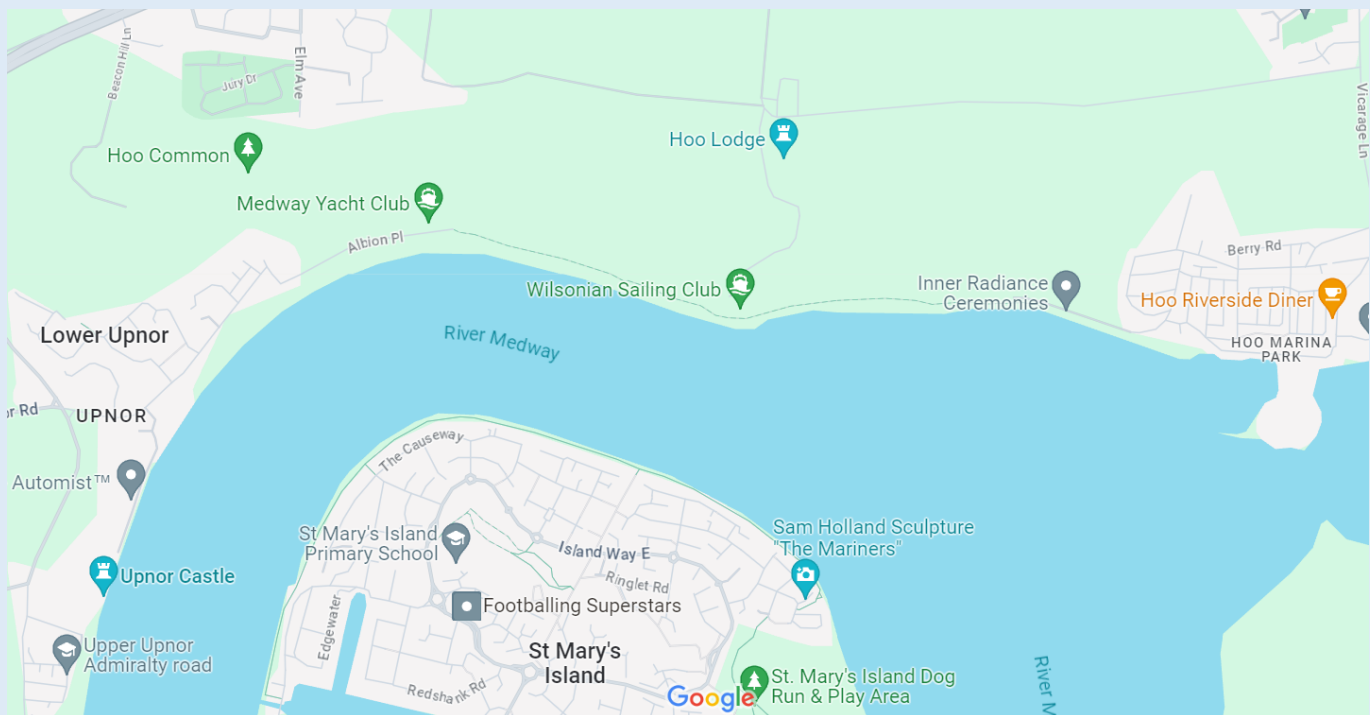 Beacon Hill Ln
Elm Ave
Jury Dr
Vicarage Ln
Hoo Common
Hoo Lodge
Medway Yacht Club
Albion Pl
Berry Rd
Wilsonian Sailing Club
Inner Radiance
Ceremonies
Hoo Riverside Diner
Lower Upnor
River Medway
HOO MARINA
PARK
or Rd
UPNOR
The Causeway
Automist™
St Mary's Island
Primary School
Island Way E
Sam Holland Sculpture
"The Mariners"
Upnor Castle
Ringlet Rd
Edgewater
Footballing Superstars
Upper Upnor
Admiralty road
St Mary's
Island
Redshank Rd
River M
St. Mary's Island Dog
Run & Play Area
Google